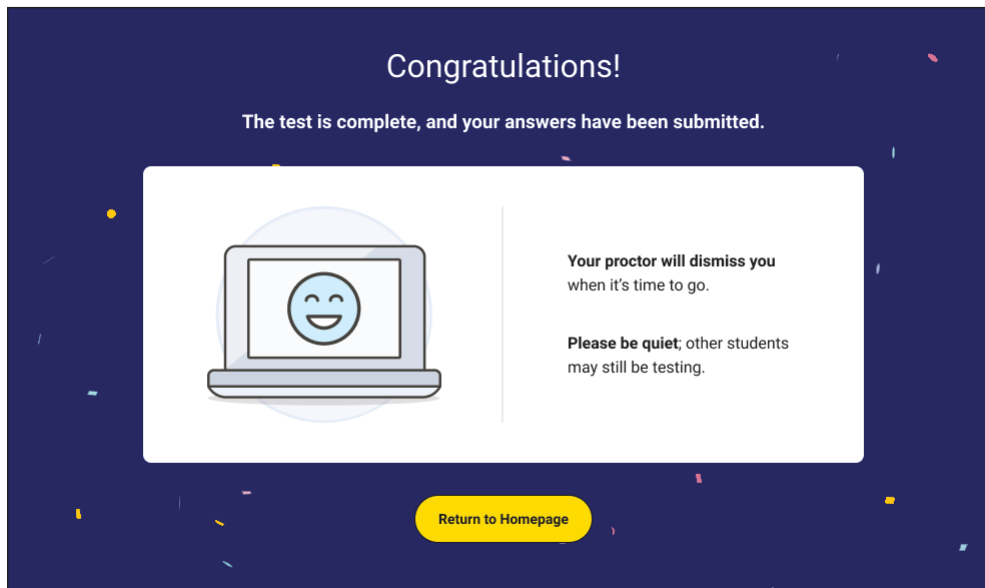 Congratulations!
The test is complete, and your answers have been submitted.
Your proctor will dismiss you
when it’s time to go.
Please be quiet; other students
may still be testing.
Return to Homepage